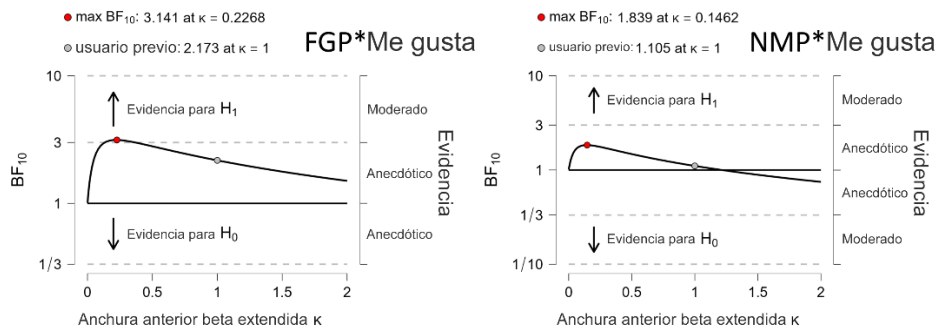 max BF₁₀: 3.141 at κ = 0.2268
usuario previo: 2.173 at κ = 1
FGP*Me gusta
10
3
1
1/3
BF₁₀
Evidencia para H₁
Evidencia para H₀
Moderado
Anecdótico
Anecdótico
Evidencia
0 0.5 1 1.5 2
Anchura anterior beta extendida κ
max BF₁₀: 1.839 at κ = 0.1462
usuario previo: 1.105 at κ = 1
NMP*Me gusta
10
3
1
1/3
1/10
BF₁₀
Evidencia para H₁
Evidencia para H₀
Moderado
Anecdótico
Anecdótico
Moderado
Evidencia
0 0.5 1 1.5 2
Anchura anterior beta extendida κ